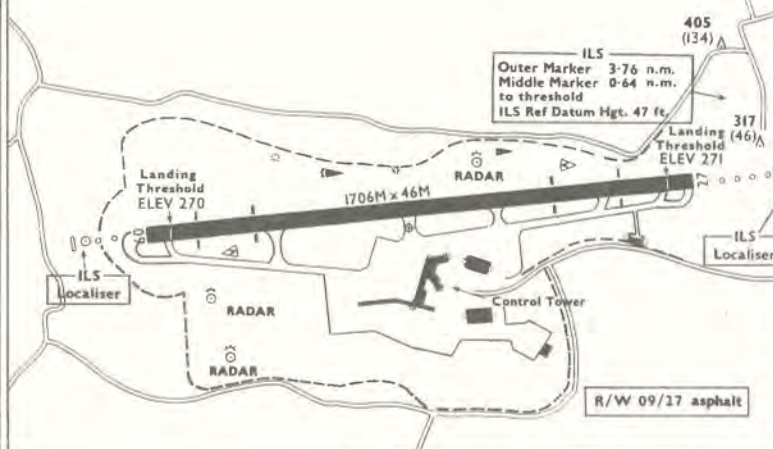 405
(134)
ILS
Outer Marker 3·76 n.m.
Middle Marker 0·64 n.m.
to threshold
ILS Ref Datum Hgt. 47 ft.
317
(46)
Landing
Threshold
ELEV 271
Landing
Threshold
ELEV 270
RADAR
1706M x 46M
27
09
ILS
Localiser
ILS
Localiser
RADAR
Control Tower
RADAR
R/W 09/27 asphalt